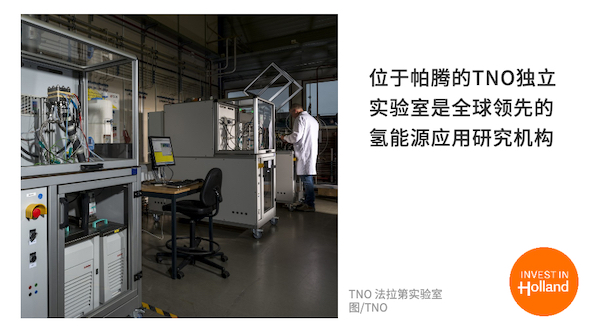 位于帕腾的TNO独立
实验室是全球领先的
氢能源应用研究机构
TNO 法拉第实验室
图/TNO
INVEST IN
Holland